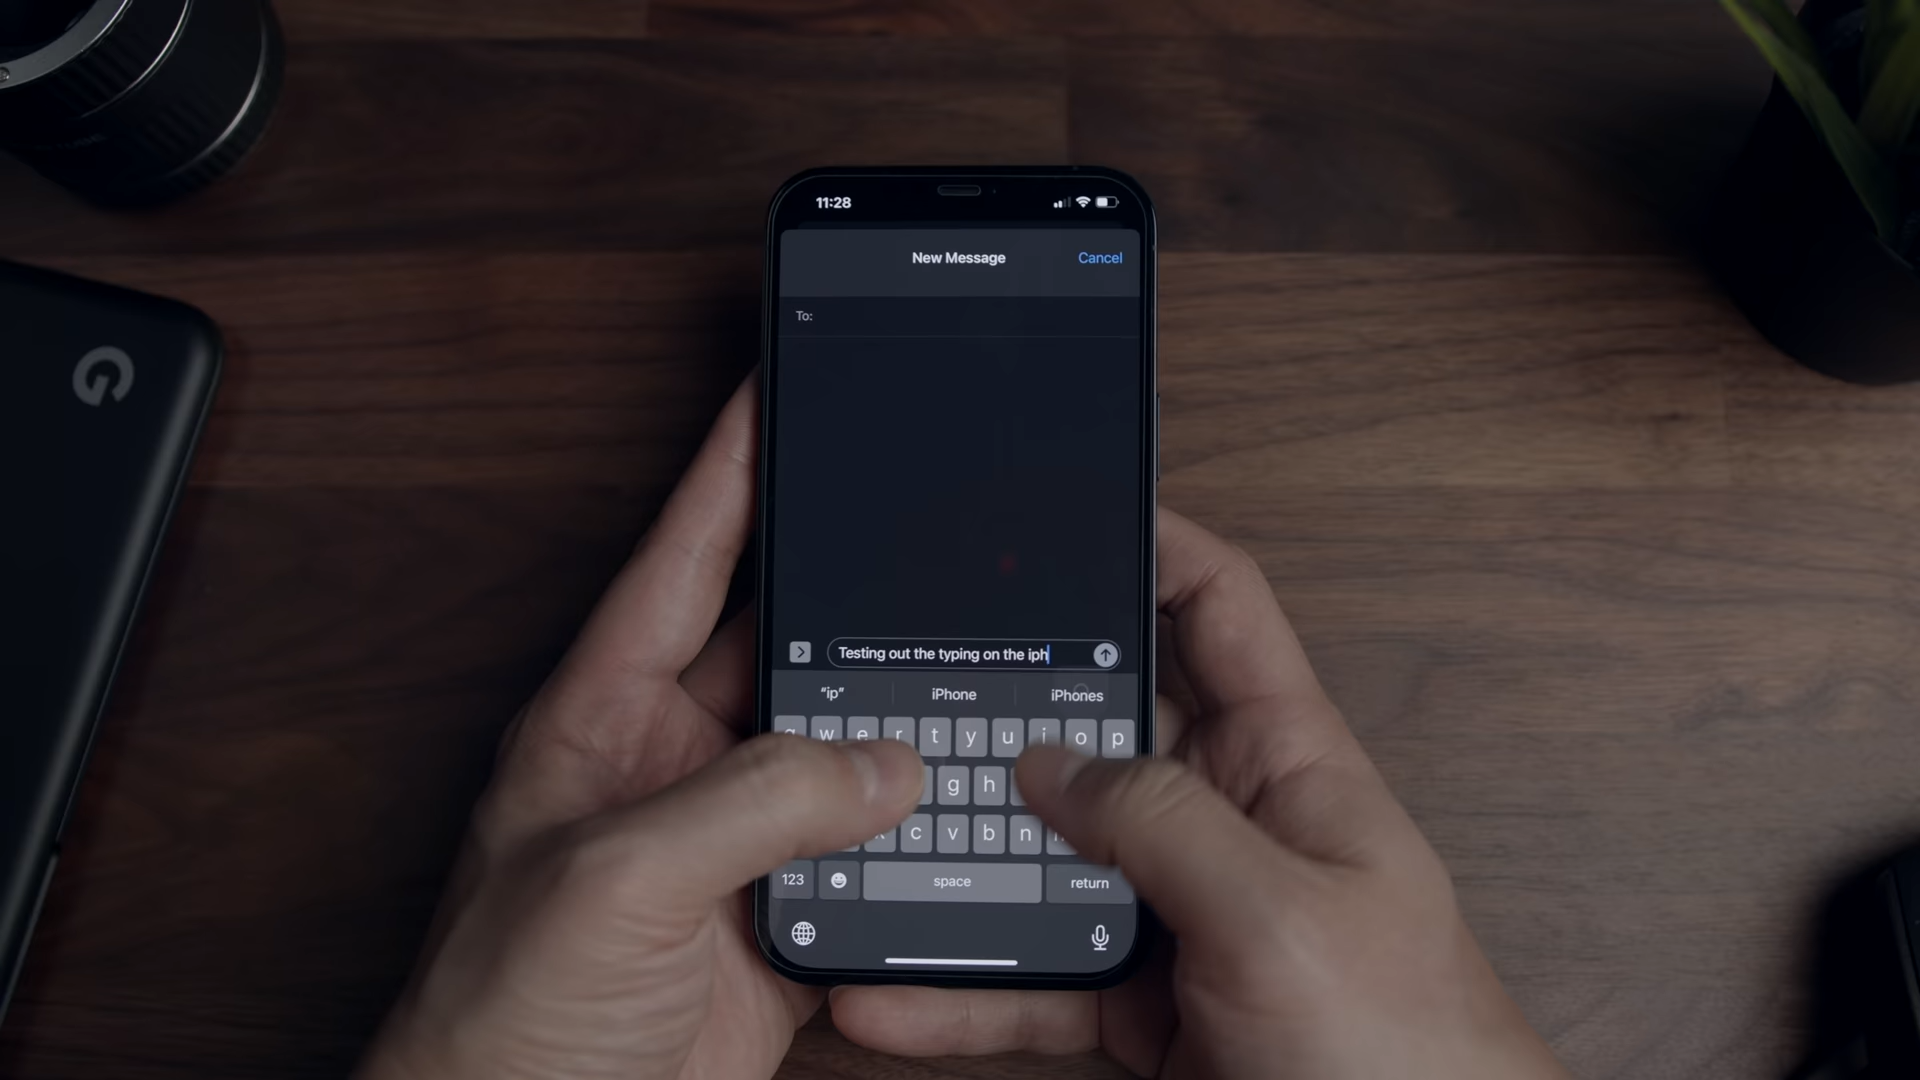 11:28
New Message
Cancel
To:
Testing out the typing on the iph
“ip”
iPhone
iPhones
w e r t y u i o p
g h
c v b n
123
space
return
G